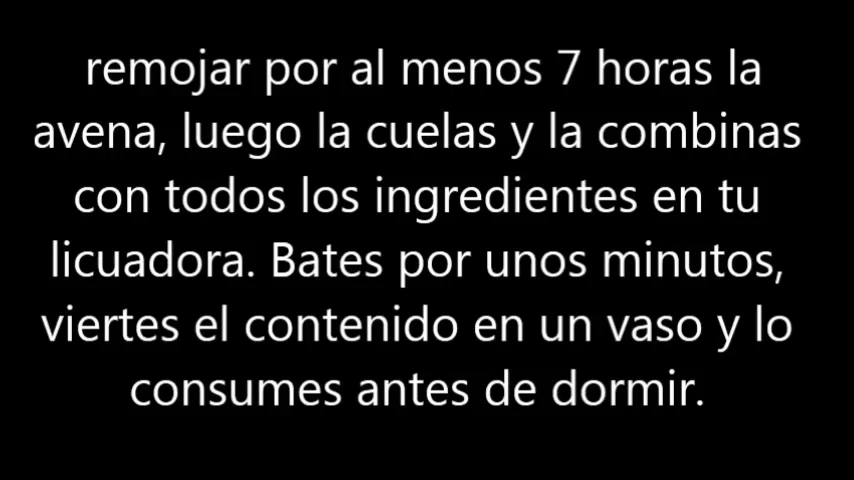 remojar por al menos 7 horas la
avena, luego la cuelas y la combinas
con todos los ingredientes en tu
licuadora. Bates por unos minutos,
viertes el contenido en un vaso y lo
consumes antes de dormir.